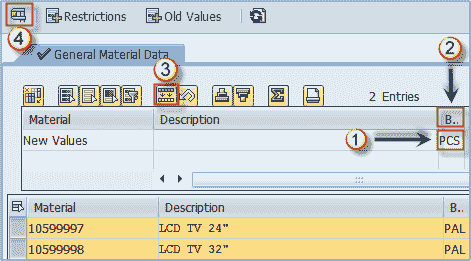 4 Restrictions Old Values
2
General Material Data
3
2 Entries
Material Description B..
New Values 1 PCS
Material Description B..
10599997 LCD TV 24" PAL
10599998 LCD TV 32" PAL